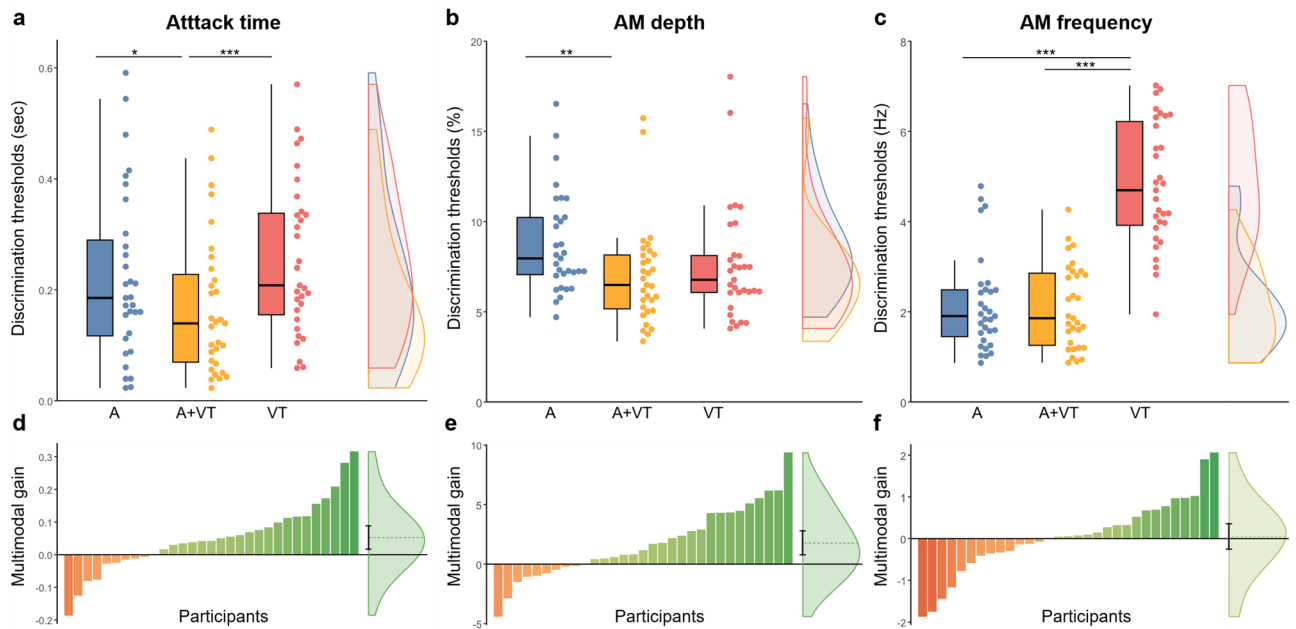 a
Atttack time
b
AM depth
c
AM frequency
Discrimination thresholds (sec)
0.6
0.4
0.2
0.0
*
***
A
A+VT
VT
Discrimination thresholds (%)
20
15
10
5
0
**
A
A+VT
VT
Discrimination thresholds (Hz)
8
6
4
2
0
***
***
A
A+VT
VT
d
Multimodal gain
0.3
0.2
0.1
0.0
-0.1
-0.2
Participants
e
Multimodal gain
10
5
0
-5
Participants
f
Multimodal gain
2
1
0
-1
-2
Participants